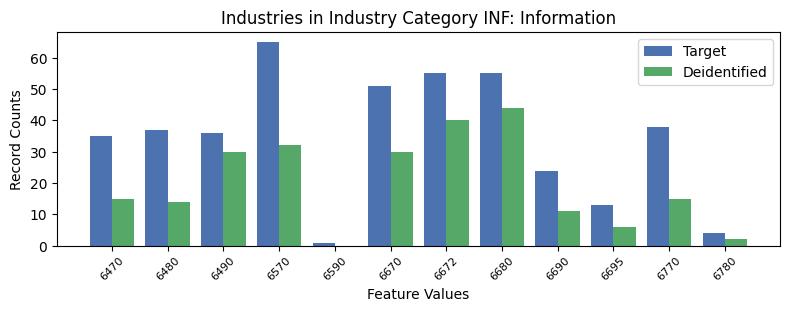 Industries in Industry Category INF: Information
Target
Deidentified
Record Counts
60
50
40
30
20
10
0
6470 6480 6490 6570 6590 6670 6672 6680 6690 6695 6770 6780
Feature Values